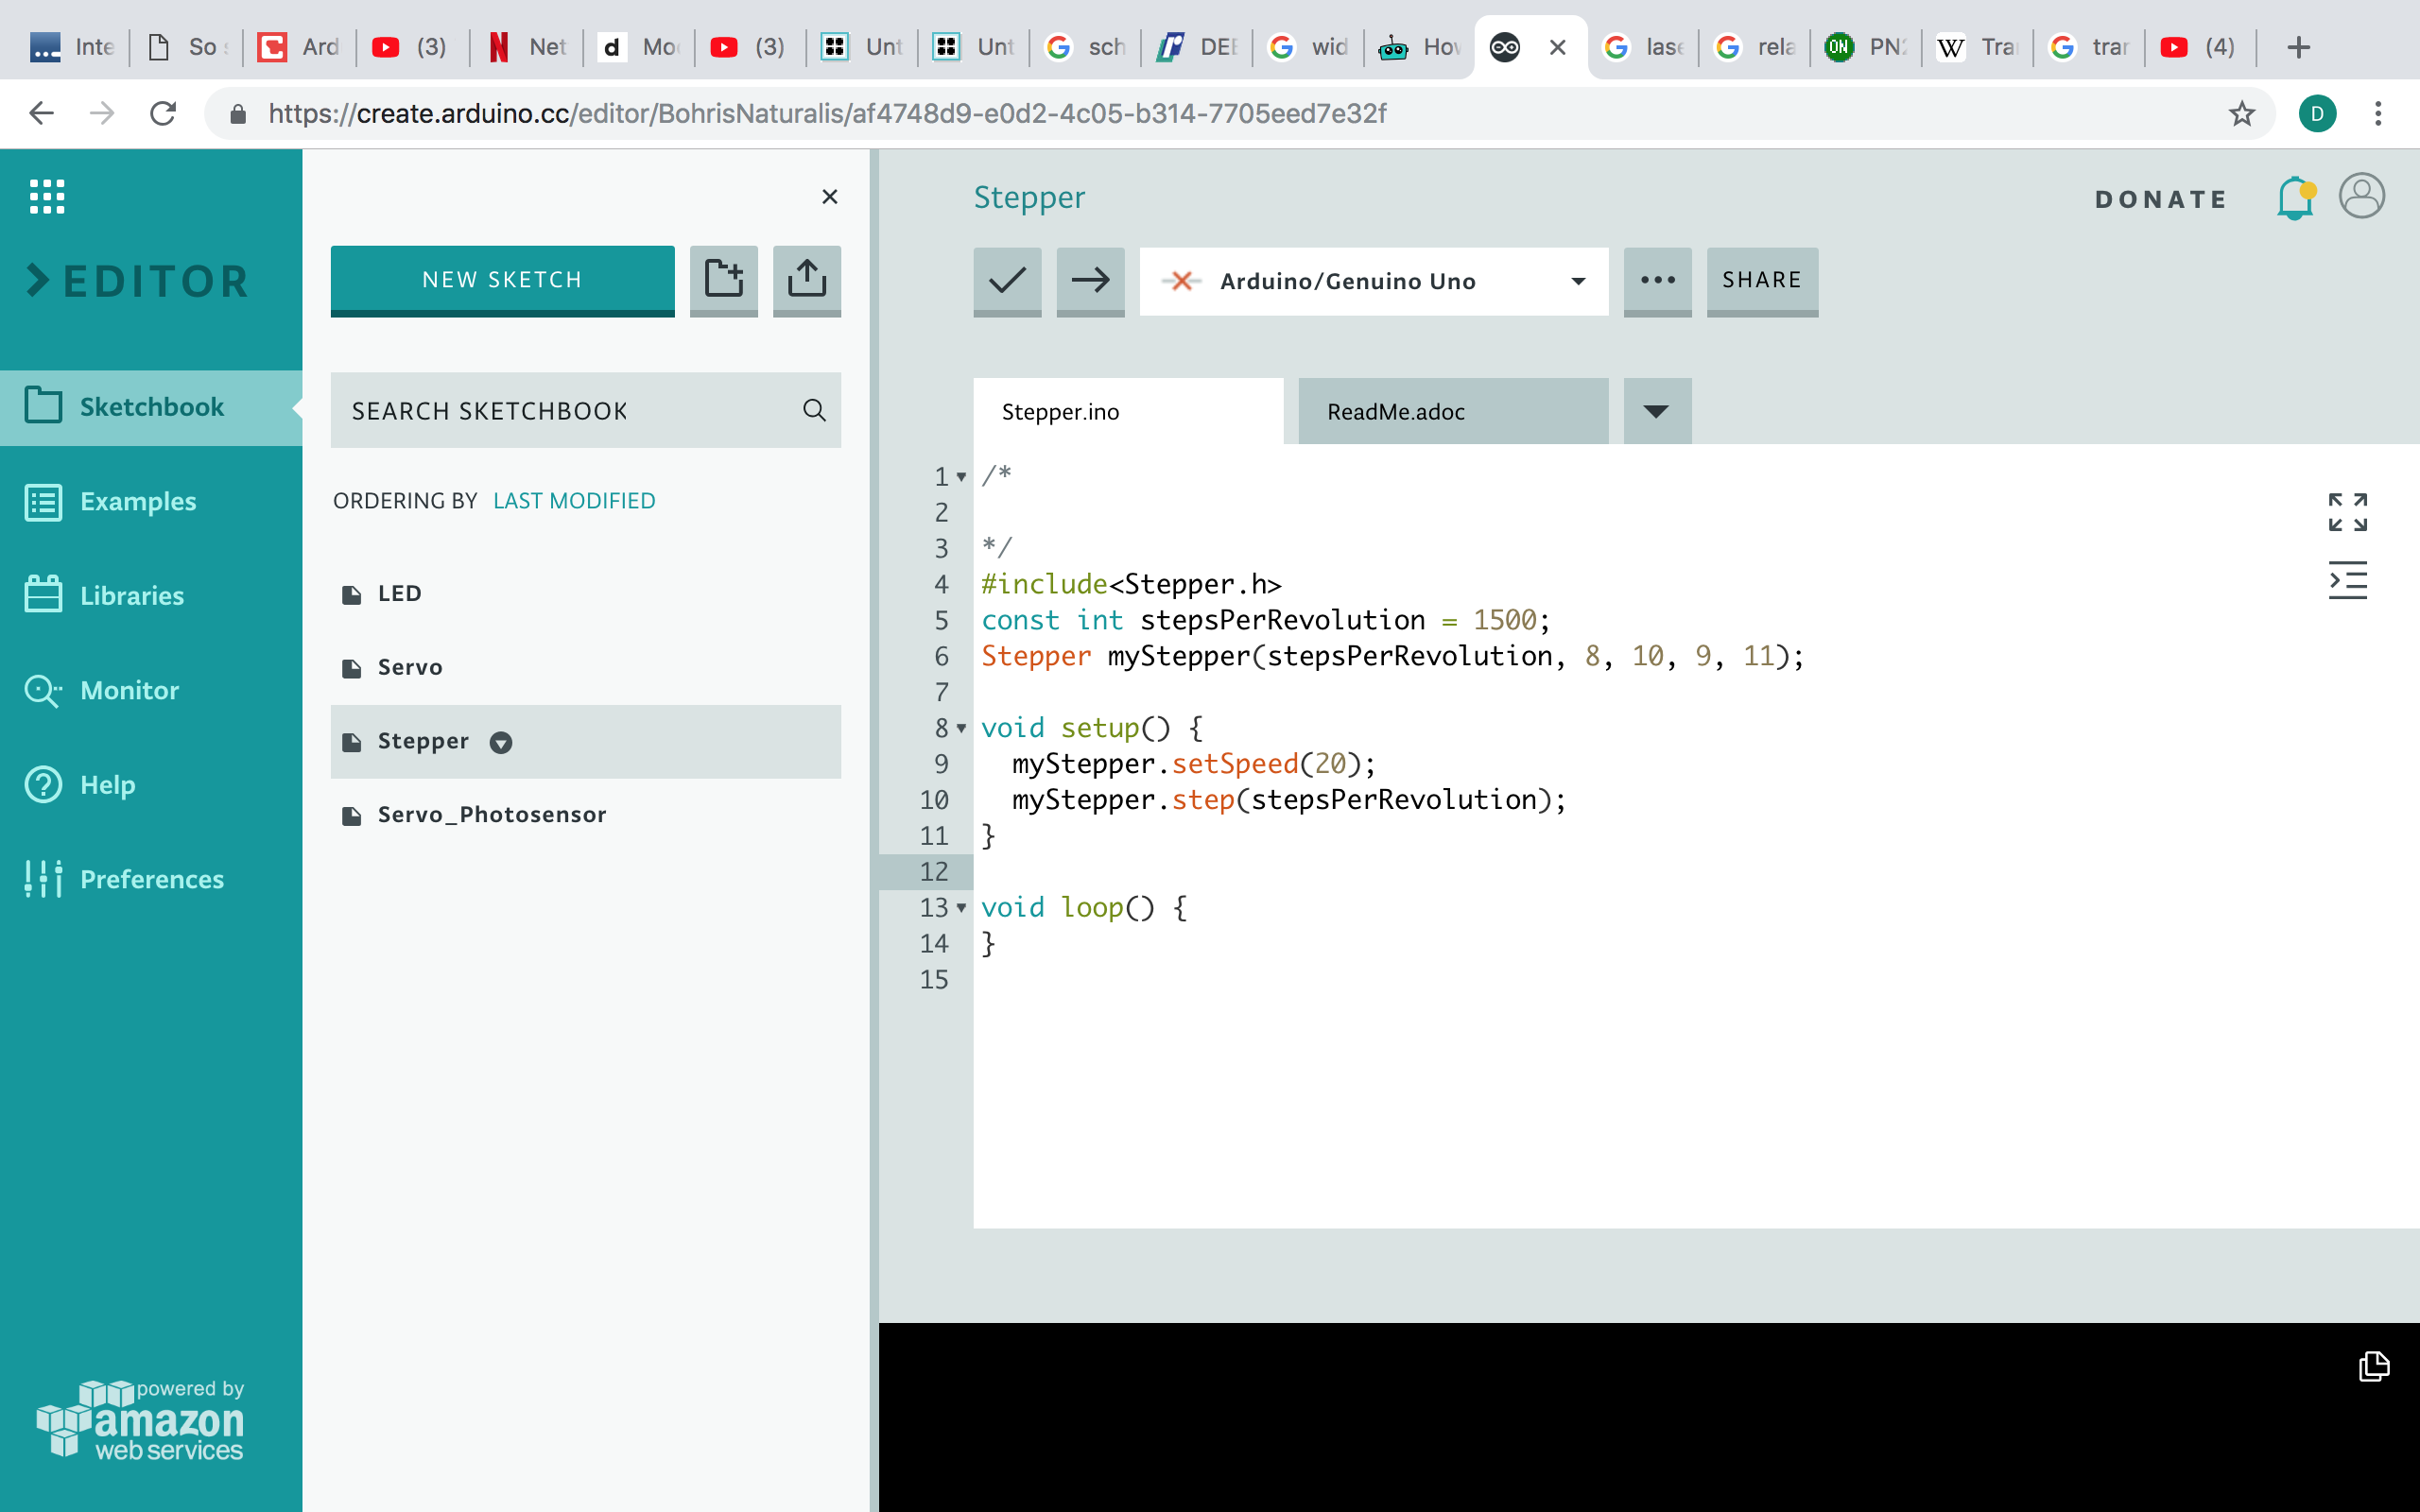 Inte
So s
Ard
(3)
Net
d
Mo
(3)
Unt
Unt
sch
DEE
wid
How
lase
rela
ON
PN2
W
Tra
trar
(4)
https://create.arduino.cc/editor/BohrisNaturalis/af4748d9-e0d2-4c05-b314-7705eed7e32f
D
EDITOR
Sketchbook
Examples
Libraries
Monitor
Help
Preferences
powered by
amazon
web services
NEW SKETCH
SEARCH SKETCHBOOK
ORDERING BY LAST MODIFIED
LED
Servo
Stepper
Servo_Photosensor
Stepper
DONATE
Arduino/Genuino Uno
SHARE
Stepper.ino
ReadMe.adoc
1 /*
2
3 */
4 #include<Stepper.h>
5 const int stepsPerRevolution = 1500;
6 Stepper myStepper(stepsPerRevolution, 8, 10, 9, 11);
7
8 void setup() {
9 myStepper.setSpeed(20);
10 myStepper.step(stepsPerRevolution);
11 }
12
13 void loop() {
14 }
15